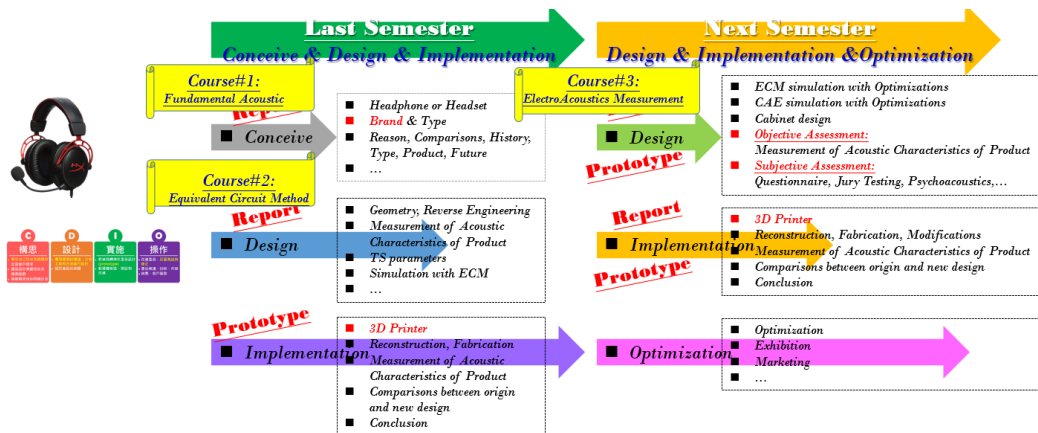 Last Semester
Conceive & Design & Implementation
Course#1:
Fundamental Acoustic
Report
Conceive
Headphone or Headset
Brand & Type
Reason, Comparisons, History,
Type, Product, Future
…
Course#2:
Equivalent Circuit Method
Report
Design
Geometry, Reverse Engineering
Measurement of Acoustic
Characteristics of Product
TS parameters
Simulation with ECM
…
Prototype
Implementation
3D Printer
Reconstruction, Fabrication
Measurement of Acoustic
Characteristics of Product
Comparisons between origin
and new design
Conclusion
Next Semester
Design & Implementation &Optimization
Course#3:
ElectroAcoustics Measurement
Design
Prototype
ECM simulation with Optimizations
CAE simulation with Optimizations
Cabinet design
Objective Assessment:
Measurement of Acoustic Characteristics of Product
Subjective Assessment:
Questionnaire, Jury Testing, Psychoacoustics,…
Report
Implementation
Prototype
3D Printer
Reconstruction, Fabrication, Modifications
Measurement of Acoustic Characteristics of Product
Comparisons between origin and new design
Conclusion
Optimization
Optimization
Exhibition
Marketing
…
C
構思
D
設計
I
實施
O
操作